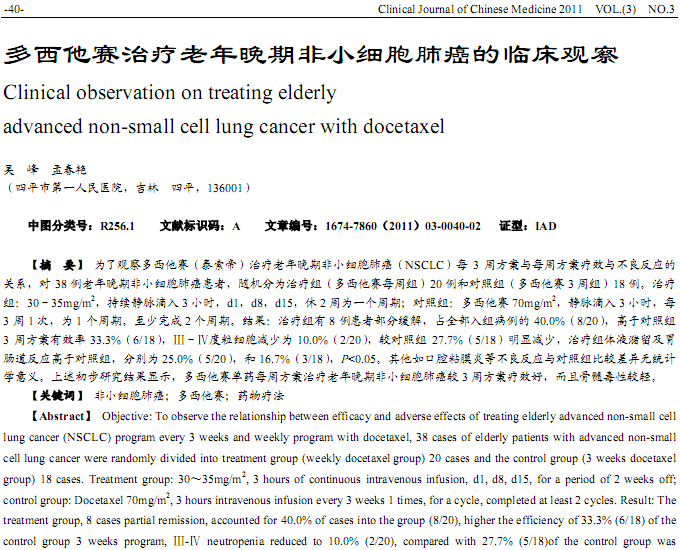 -40- Clinical Journal of Chinese Medicine 2011 VOL.(3) NO.3
多西他赛治疗老年晚期非小细胞肺癌的临床观察
Clinical observation on treating elderly
advanced non-small cell lung cancer with docetaxel
吴 峰 孟春艳
（四平市第一人民医院，吉林 四平，136001）
中图分类号：R256.1 文献标识码：A 文章编号：1674-7860（2011）03-0040-02 证型：IAD
【摘 要】为了观察多西他赛（泰索帝）治疗老年晚期非小细胞肺癌（NSCLC）每 3 周方案与每周方案疗效与不良反应的
关系，对 38 例老年晚期非小细胞肺癌患者，随机分为治疗组（多西他赛每周组）20 例和对照组（多西他赛 3 周组）18 例。治疗
组：30－35mg/m²，持续静脉滴入 3 小时，d1，d8，d15，休 2 周为一个周期；对照组：多西他赛 70mg/m²，静脉滴入 3 小时，每
3 周 1 次，为 1 个周期。至少完成 2 个周期。结果：治疗组有 8 例患者部分缓解，占全部入组病例的 40.0%（8/20），高于对照组
3 周方案有效率 33.3%（6/18），Ⅲ－Ⅳ度粒细胞减少为 10.0%（2/20），较对照组 27.7%（5/18）明显减少，治疗组体液潴留及胃
肠道反应高于对照组，分别为 25.0%（5/20），和 16.7%（3/18），P<0.05。其他如口腔粘膜炎等不良反应与对照组比较差异无统计
学意义。上述初步研究结果显示，多西他赛单药每周方案治疗老年晚期非小细胞肺癌较 3 周方案疗效好，而且骨髓毒性较轻。
【关键词】非小细胞肺癌；多西他赛；药物疗法
【Abstract】Objective: To observe the relationship between efficacy and adverse effects of treating elderly advanced non-small cell
lung cancer (NSCLC) program every 3 weeks and weekly program with docetaxel, 38 cases of elderly patients with advanced non-small
cell lung cancer were randomly divided into treatment group (weekly docetaxel group) 20 cases and the control group (3 weeks docetaxel
group) 18 cases. Treatment group: 30～35mg/m², 3 hours of continuous intravenous infusion, d1, d8, d15, for a period of 2 weeks off;
control group: Docetaxel 70mg/m², 3 hours intravenous infusion every 3 weeks 1 times, for a cycle, completed at least 2 cycles. Result: The
treatment group, 8 cases partial remission, accounted for 40.0% of cases into the group (8/20), higher the efficiency of 33.3% (6/18) of the
control group 3 weeks program, Ⅲ-Ⅳ neutropenia reduced to 10.0% (2/20), compared with 27.7% (5/18)of the control group was